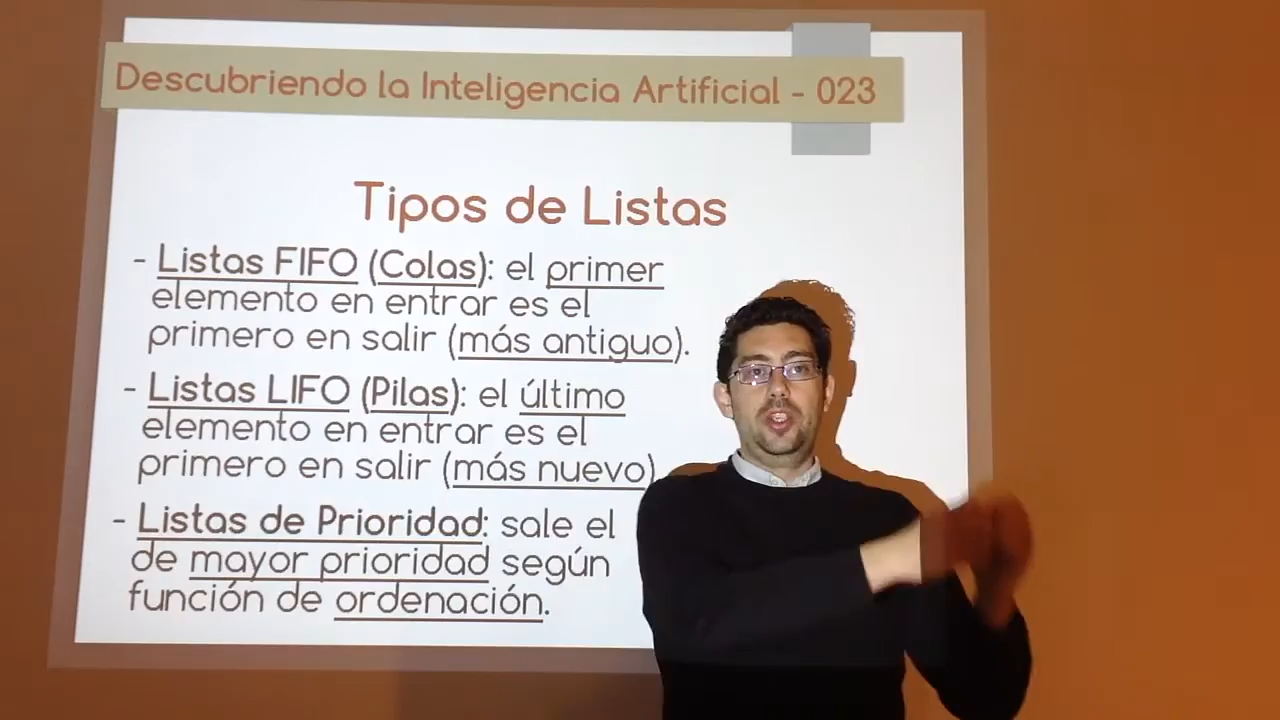 Descubriendo la Inteligencia Artificial - 023
Tipos de Listas
- Listas FIFO (Colas): el primer
elemento en entrar es el
primero en salir (más antiguo).
- Listas LIFO (Pilas): el último
elemento en entrar es el
primero en salir (más nuevo)
- Listas de Prioridad: sale el
de mayor prioridad según
función de ordenación.